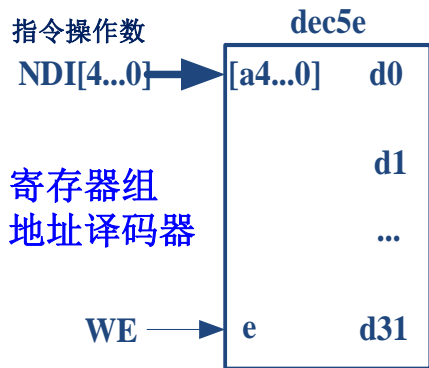 指令操作数
dec5e
NDI[4...0]
[a4...0]
d0
d1
寄存器组
地址译码器
...
WE
e
d31